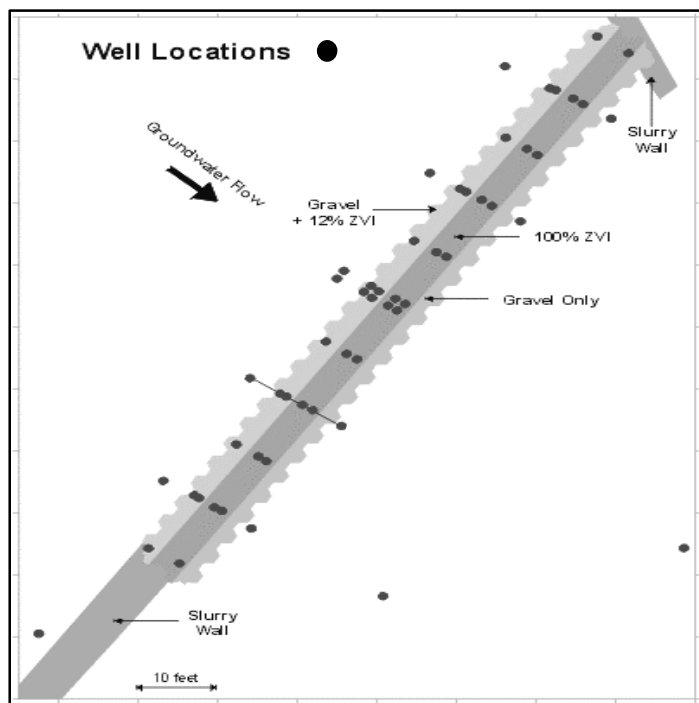 Well Locations
Groundwater Flow
Slurry
Wall
Gravel
+ 12% ZVI
100% ZVI
Gravel Only
Slurry
Wall
10 feet